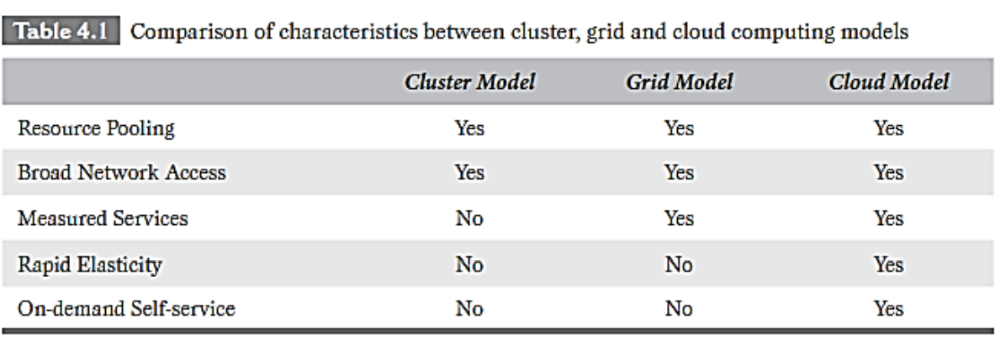 Table 4.1 Comparison of characteristics between cluster, grid and cloud computing models
Cluster Model Grid Model Cloud Model
Resource Pooling Yes Yes Yes
Broad Network Access Yes Yes Yes
Measured Services No Yes Yes
Rapid Elasticity No No Yes
On-demand Self-service No No Yes